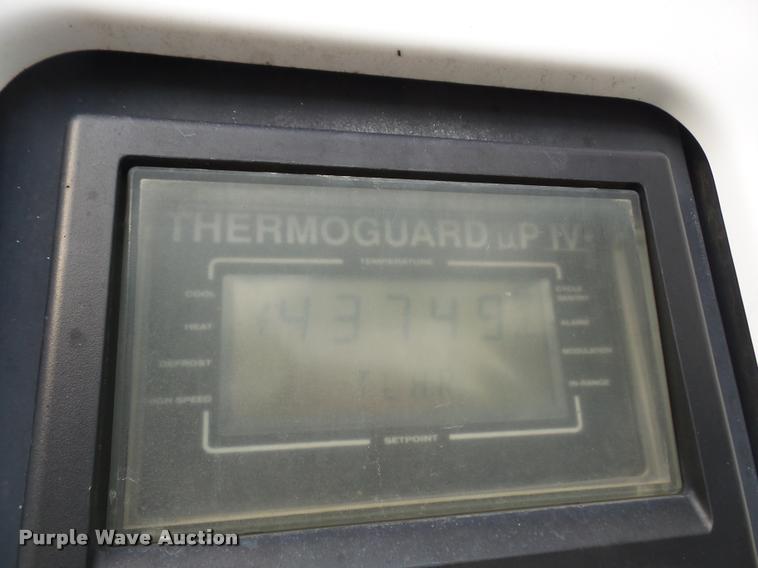 THERMOGUARD µP IV+
TEMPERATURE
COOL
CYCLE SENTRY
43749
HEAT
ALARM
MODULATION
DEFROST
IN-RANGE
HIGH SPEED
SETPOINT
Purple Wave Auction